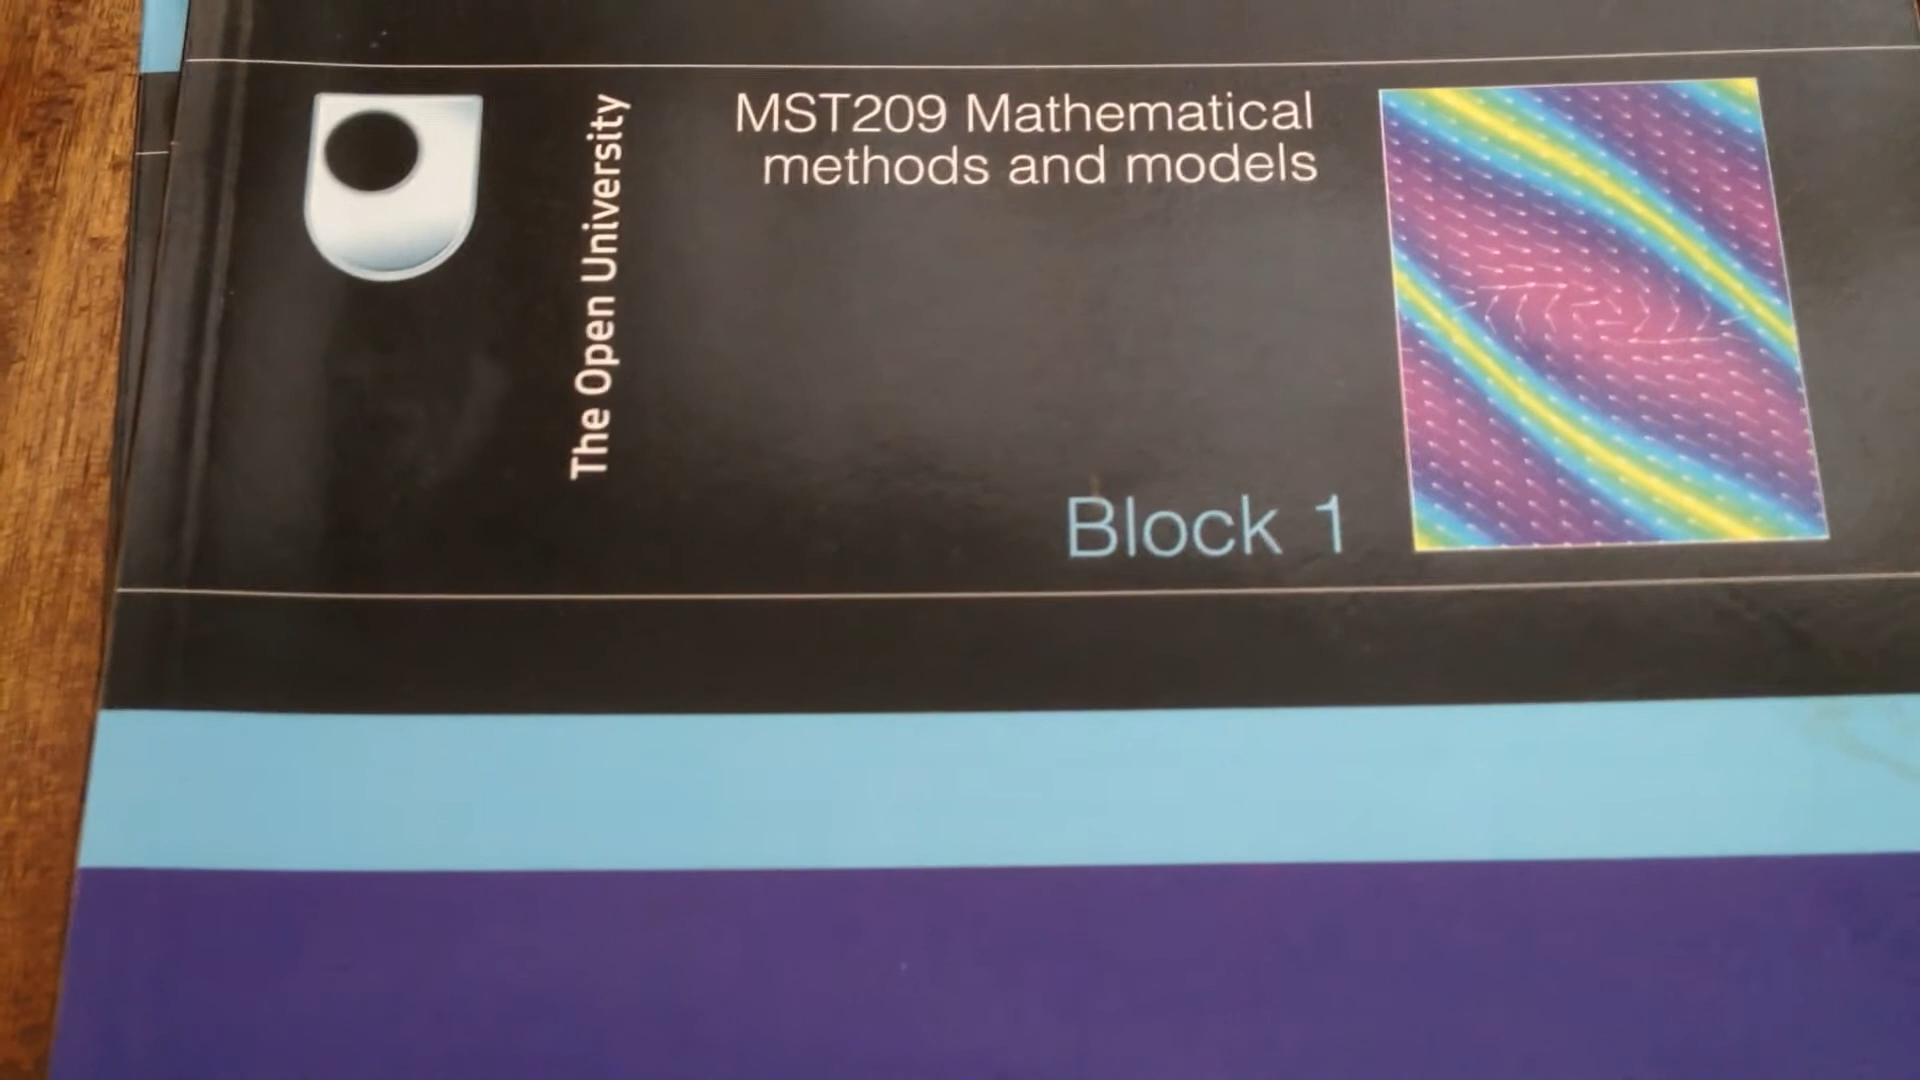 The Open University
MST209 Mathematical
methods and models
Block 1